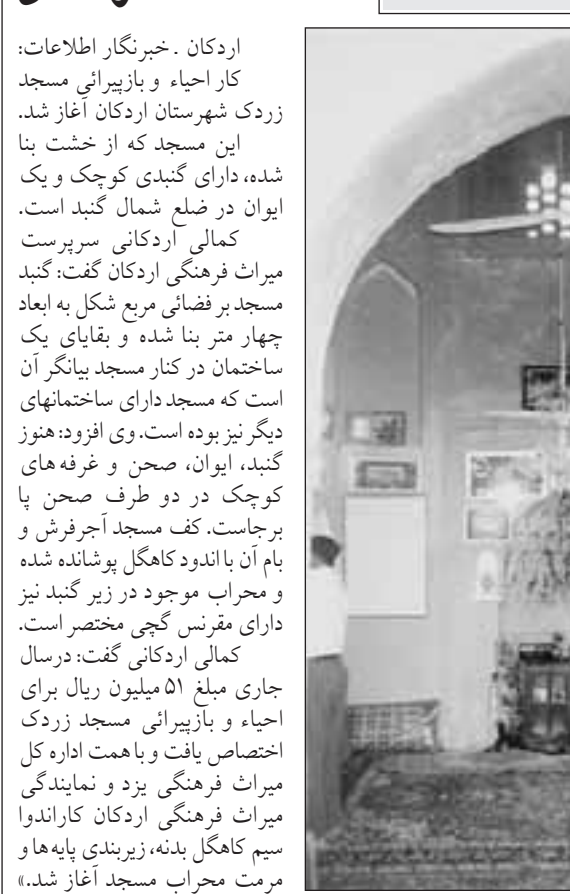 اردکان ـ خبرنگار اطلاعات:
کار احیاء و بازپیرائی مسجد
زردک شهرستان اردکان آغاز شد.
این مسجد که از خشت بنا
شده، دارای گنبدی کوچک و یک
ایوان در ضلع شمال گنبد است.
کمالی اردکانی سرپرست
میراث فرهنگی اردکان گفت: گنبد
مسجد بر فضائی مربع شکل به ابعاد
چهار متر بنا شده و بقایای یک
ساختمان در کنار مسجد بیانگر آن
است که مسجد دارای ساختمانهای
دیگر نیز بوده است. وی افزود: هنوز
گنبد، ایوان، صحن و غرفه های
کوچک در دو طرف صحن پا
برجاست. کف مسجد آجرفرش و
بام آن با اندود کاهگل پوشانده شده
و محراب موجود در زیر گنبد نیز
دارای مقرنس گچی مختصر است.
کمالی اردکانی گفت: درسال
جاری مبلغ ۵۱ میلیون ریال برای
احیاء و بازپیرائی مسجد زردک
اختصاص یافت و با همت اداره کل
میراث فرهنگی یزد و نمایندگی
میراث فرهنگی اردکان کاراندوا
سیم کاهگل بدنه، زیربندی پایه ها و
مرمت محراب مسجد آغاز شد.»